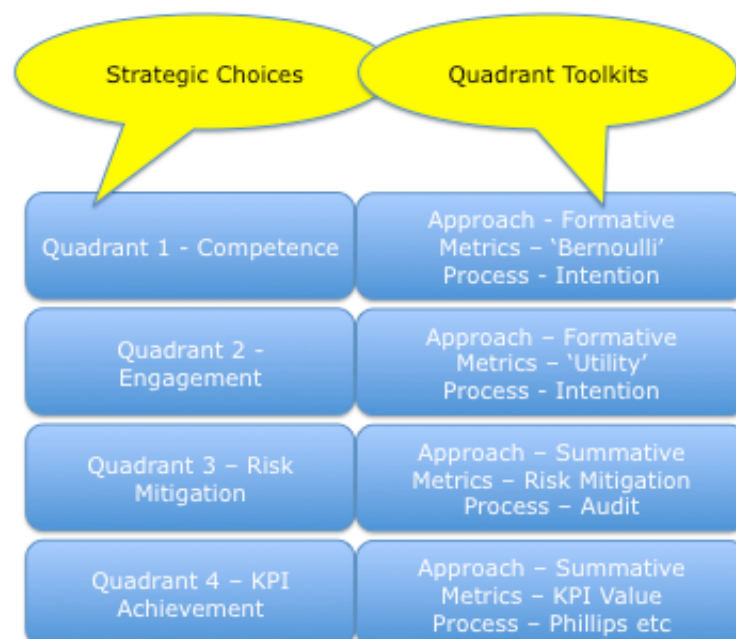 Strategic Choices
Quadrant Toolkits
Quadrant 1 - Competence
Approach - Formative
Metrics – ‘Bernoulli’
Process - Intention
Quadrant 2 -
Engagement
Approach – Formative
Metrics – ‘Utility’
Process - Intention
Quadrant 3 – Risk
Mitigation
Approach – Summative
Metrics – Risk Mitigation
Process – Audit
Quadrant 4 – KPI
Achievement
Approach – Summative
Metrics – KPI Value
Process – Phillips etc